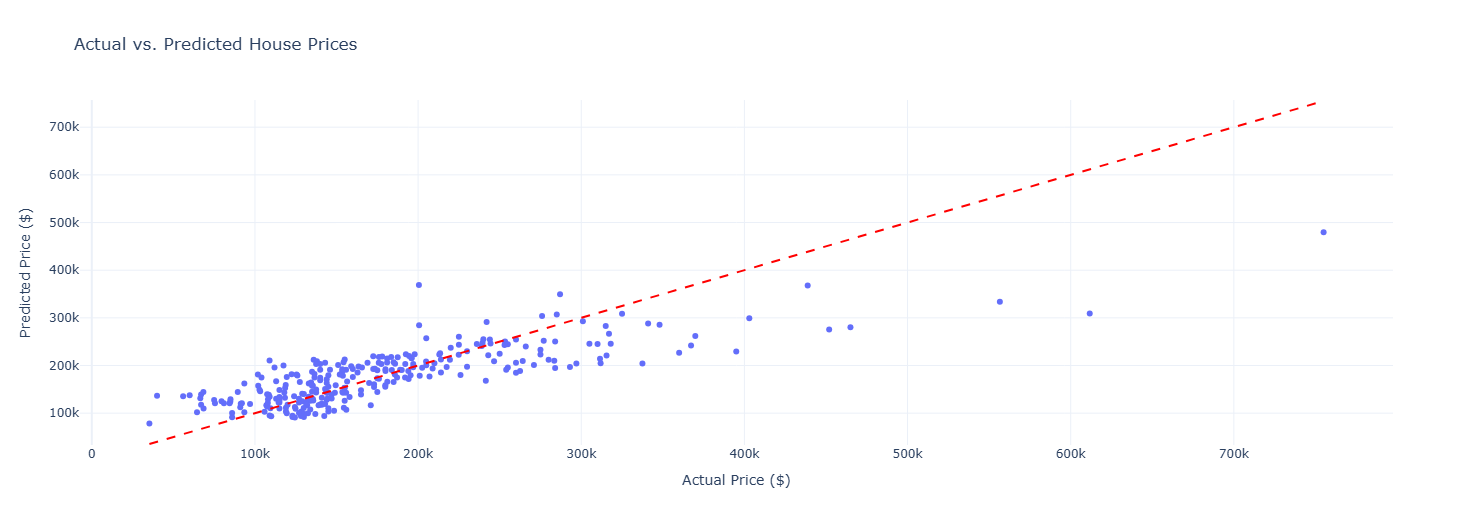 Actual vs. Predicted House Prices
Predicted Price ($)
700k
600k
500k
400k
300k
200k
100k
0 100k 200k 300k 400k 500k 600k 700k
Actual Price ($)